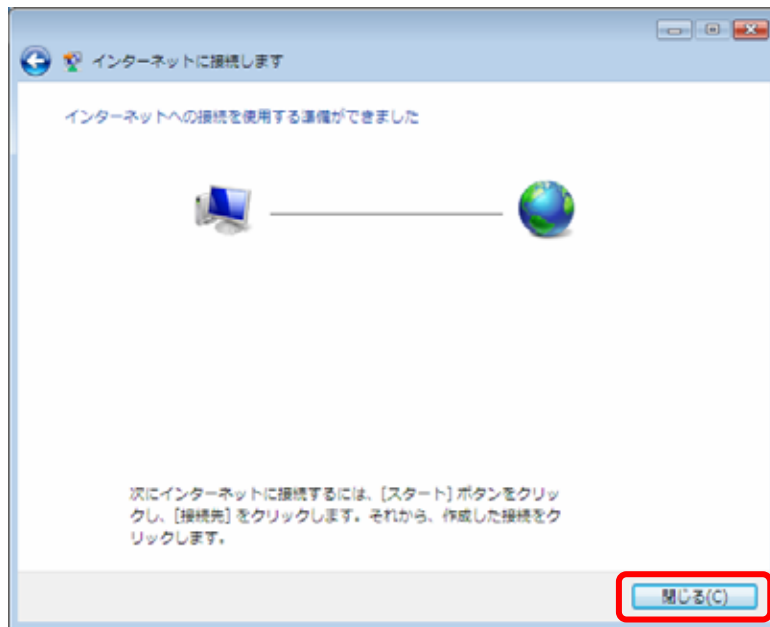 インターネットに接続します
インターネットへの接続を使用する準備ができました
次にインターネットに接続するには、[スタート] ボタンをクリッ
クし、[接続先] をクリックします。それから、作成した接続をク
リックします。
閉じる(C)